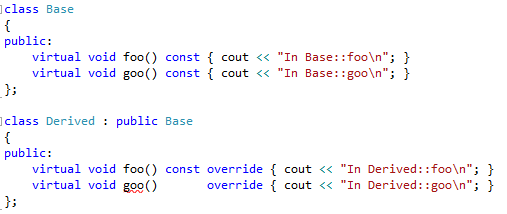 class Base
{
public:
    virtual void foo() const { cout << "In Base::foo\n"; }
    virtual void goo() const { cout << "In Base::goo\n"; }
};

class Derived : public Base
{
public:
    virtual void foo() const override { cout << "In Derived::foo\n"; }
    virtual void goo()       override { cout << "In Derived::goo\n"; }
};